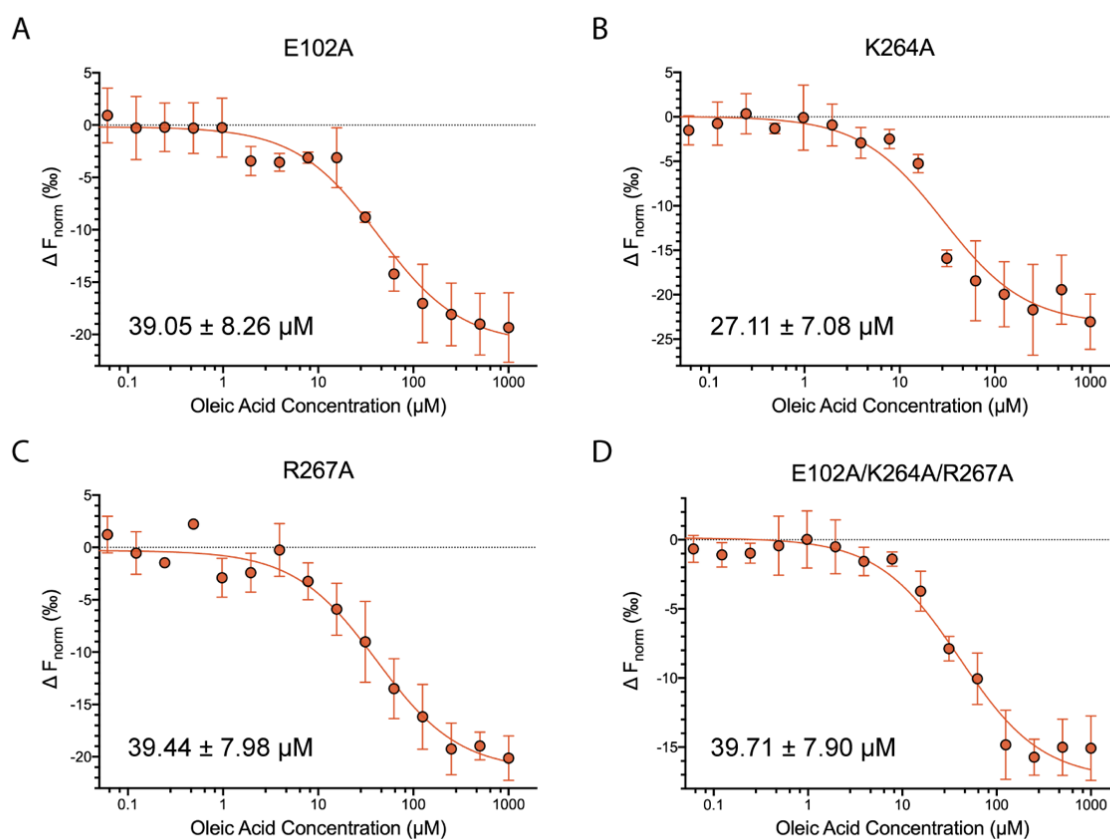 A
E102A
5
0
-5
-10
-15
-20
Δ Fnorm (‰)
39.05 ± 8.26 µM
0.1 1 10 100 1000
Oleic Acid Concentration (µM)
B
K264A
5
0
-5
-10
-15
-20
-25
Δ Fnorm (‰)
27.11 ± 7.08 µM
0.1 1 10 100 1000
Oleic Acid Concentration (µM)
C
R267A
5
0
-5
-10
-15
-20
Δ Fnorm (‰)
39.44 ± 7.98 µM
0.1 1 10 100 1000
Oleic Acid Concentration (µM)
D
E102A/K264A/R267A
0
-5
-10
-15
Δ Fnorm (‰)
39.71 ± 7.90 µM
0.1 1 10 100 1000
Oleic Acid Concentration (µM)